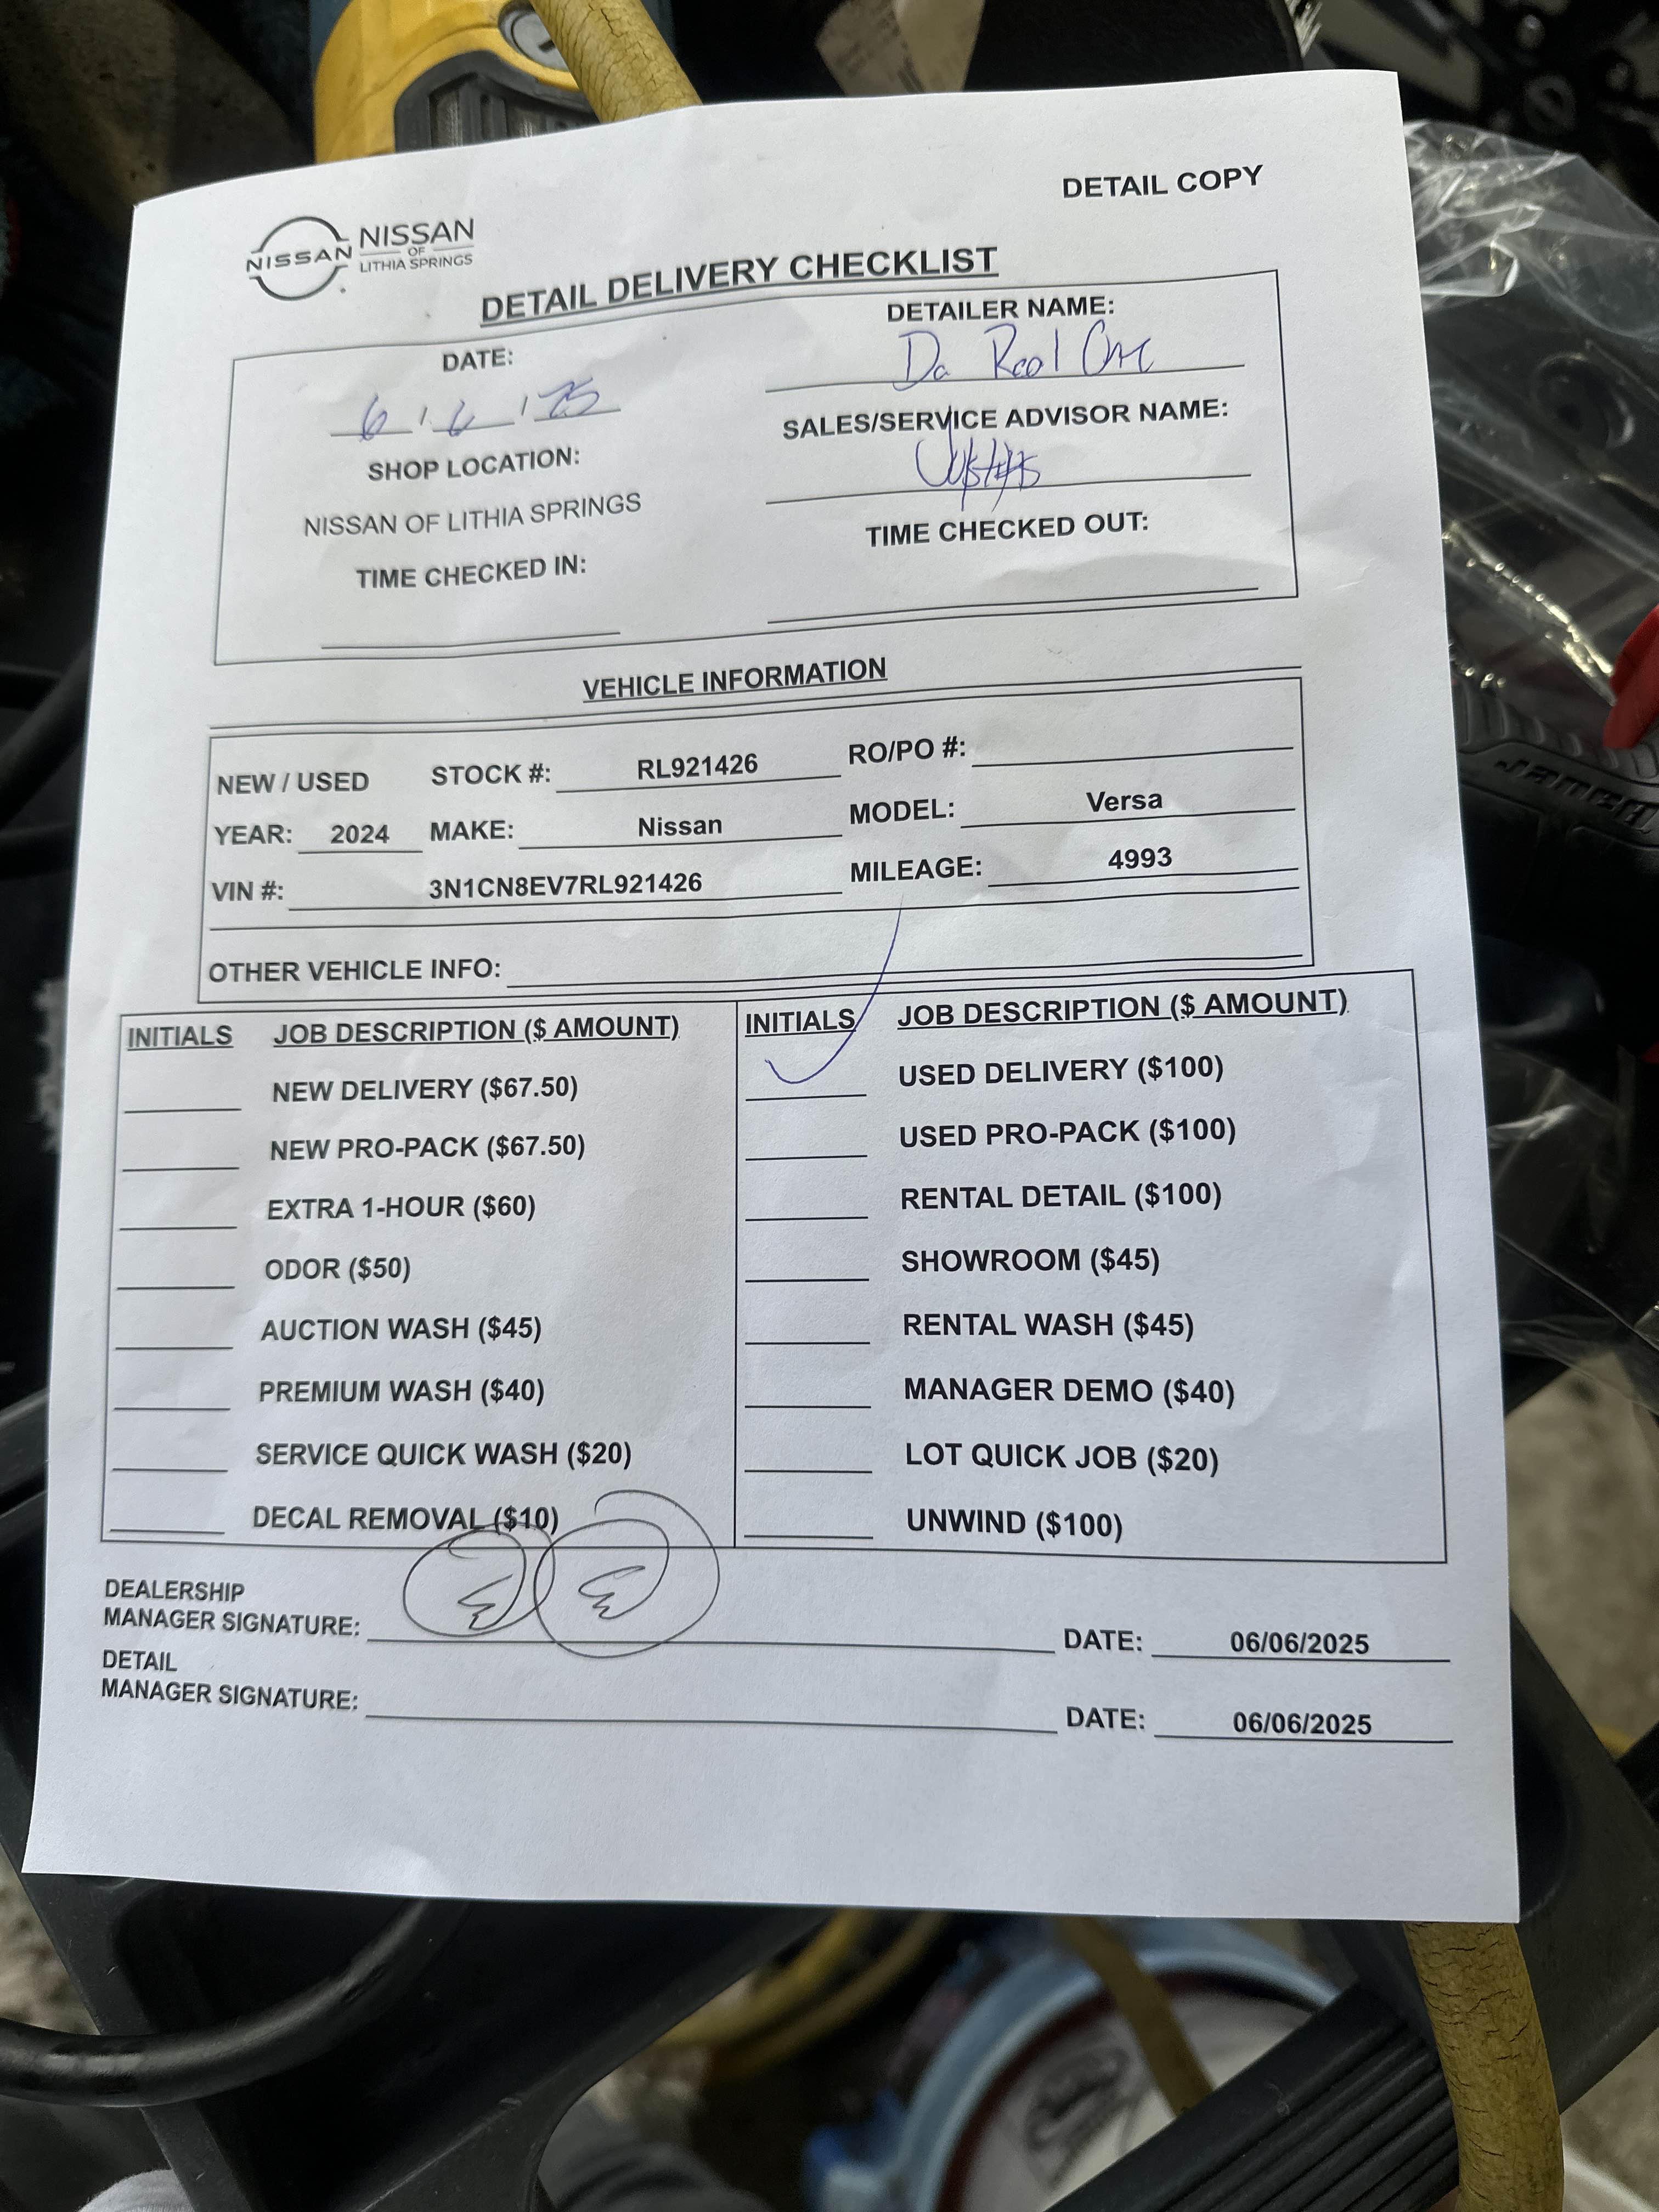 DETAIL COPY
NISSAN NISSAN
OF
LITHIA SPRINGS
DETAIL DELIVERY CHECKLIST
DATE:
6 / 6 / 25
SHOP LOCATION:
NISSAN OF LITHIA SPRINGS
TIME CHECKED IN:
DETAILER NAME:
Da Real One
SALES/SERVICE ADVISOR NAME:
TIME CHECKED OUT:
VEHICLE INFORMATION
NEW / USED STOCK #: RL921426 RO/PO #:
YEAR: 2024 MAKE: Nissan MODEL: Versa
VIN #: 3N1CN8EV7RL921426 MILEAGE: 4993
OTHER VEHICLE INFO:
INITIALS JOB DESCRIPTION ($ AMOUNT)
NEW DELIVERY ($67.50)
NEW PRO-PACK ($67.50)
EXTRA 1-HOUR ($60)
ODOR ($50)
AUCTION WASH ($45)
PREMIUM WASH ($40)
SERVICE QUICK WASH ($20)
DECAL REMOVAL ($10)
INITIALS JOB DESCRIPTION ($ AMOUNT)
USED DELIVERY ($100)
USED PRO-PACK ($100)
RENTAL DETAIL ($100)
SHOWROOM ($45)
RENTAL WASH ($45)
MANAGER DEMO ($40)
LOT QUICK JOB ($20)
UNWIND ($100)
DEALERSHIP
MANAGER SIGNATURE: DATE: 06/06/2025
DETAIL
MANAGER SIGNATURE: DATE: 06/06/2025